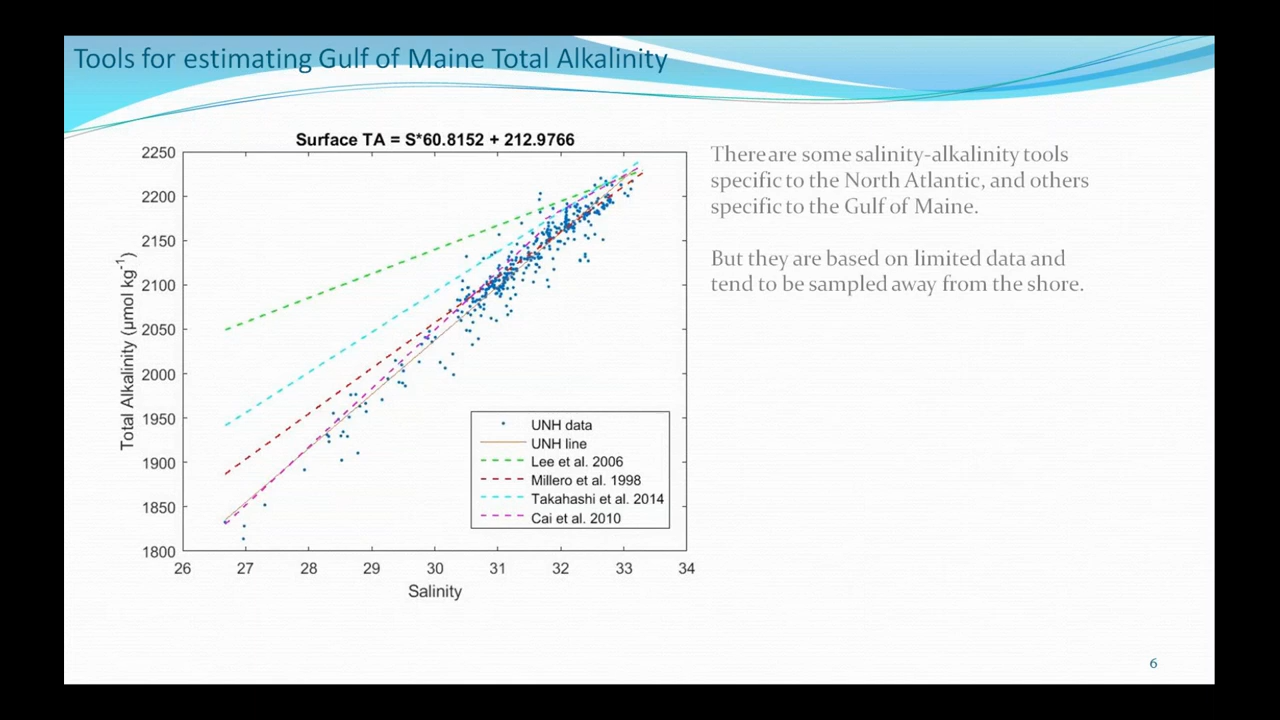 Tools for estimating Gulf of Maine Total Alkalinity
Surface TA = S*60.8152 + 212.9766
There are some salinity-alkalinity tools
specific to the North Atlantic, and others
specific to the Gulf of Maine.
But they are based on limited data and
tend to be sampled away from the shore.
Total Alkalinity (μmol kg⁻¹)
2250
2200
2150
2100
2050
2000
1950
1900
1850
1800
UNH data
UNH line
Lee et al. 2006
Millero et al. 1998
Takahashi et al. 2014
Cai et al. 2010
26 27 28 29 30 31 32 33 34
Salinity
6